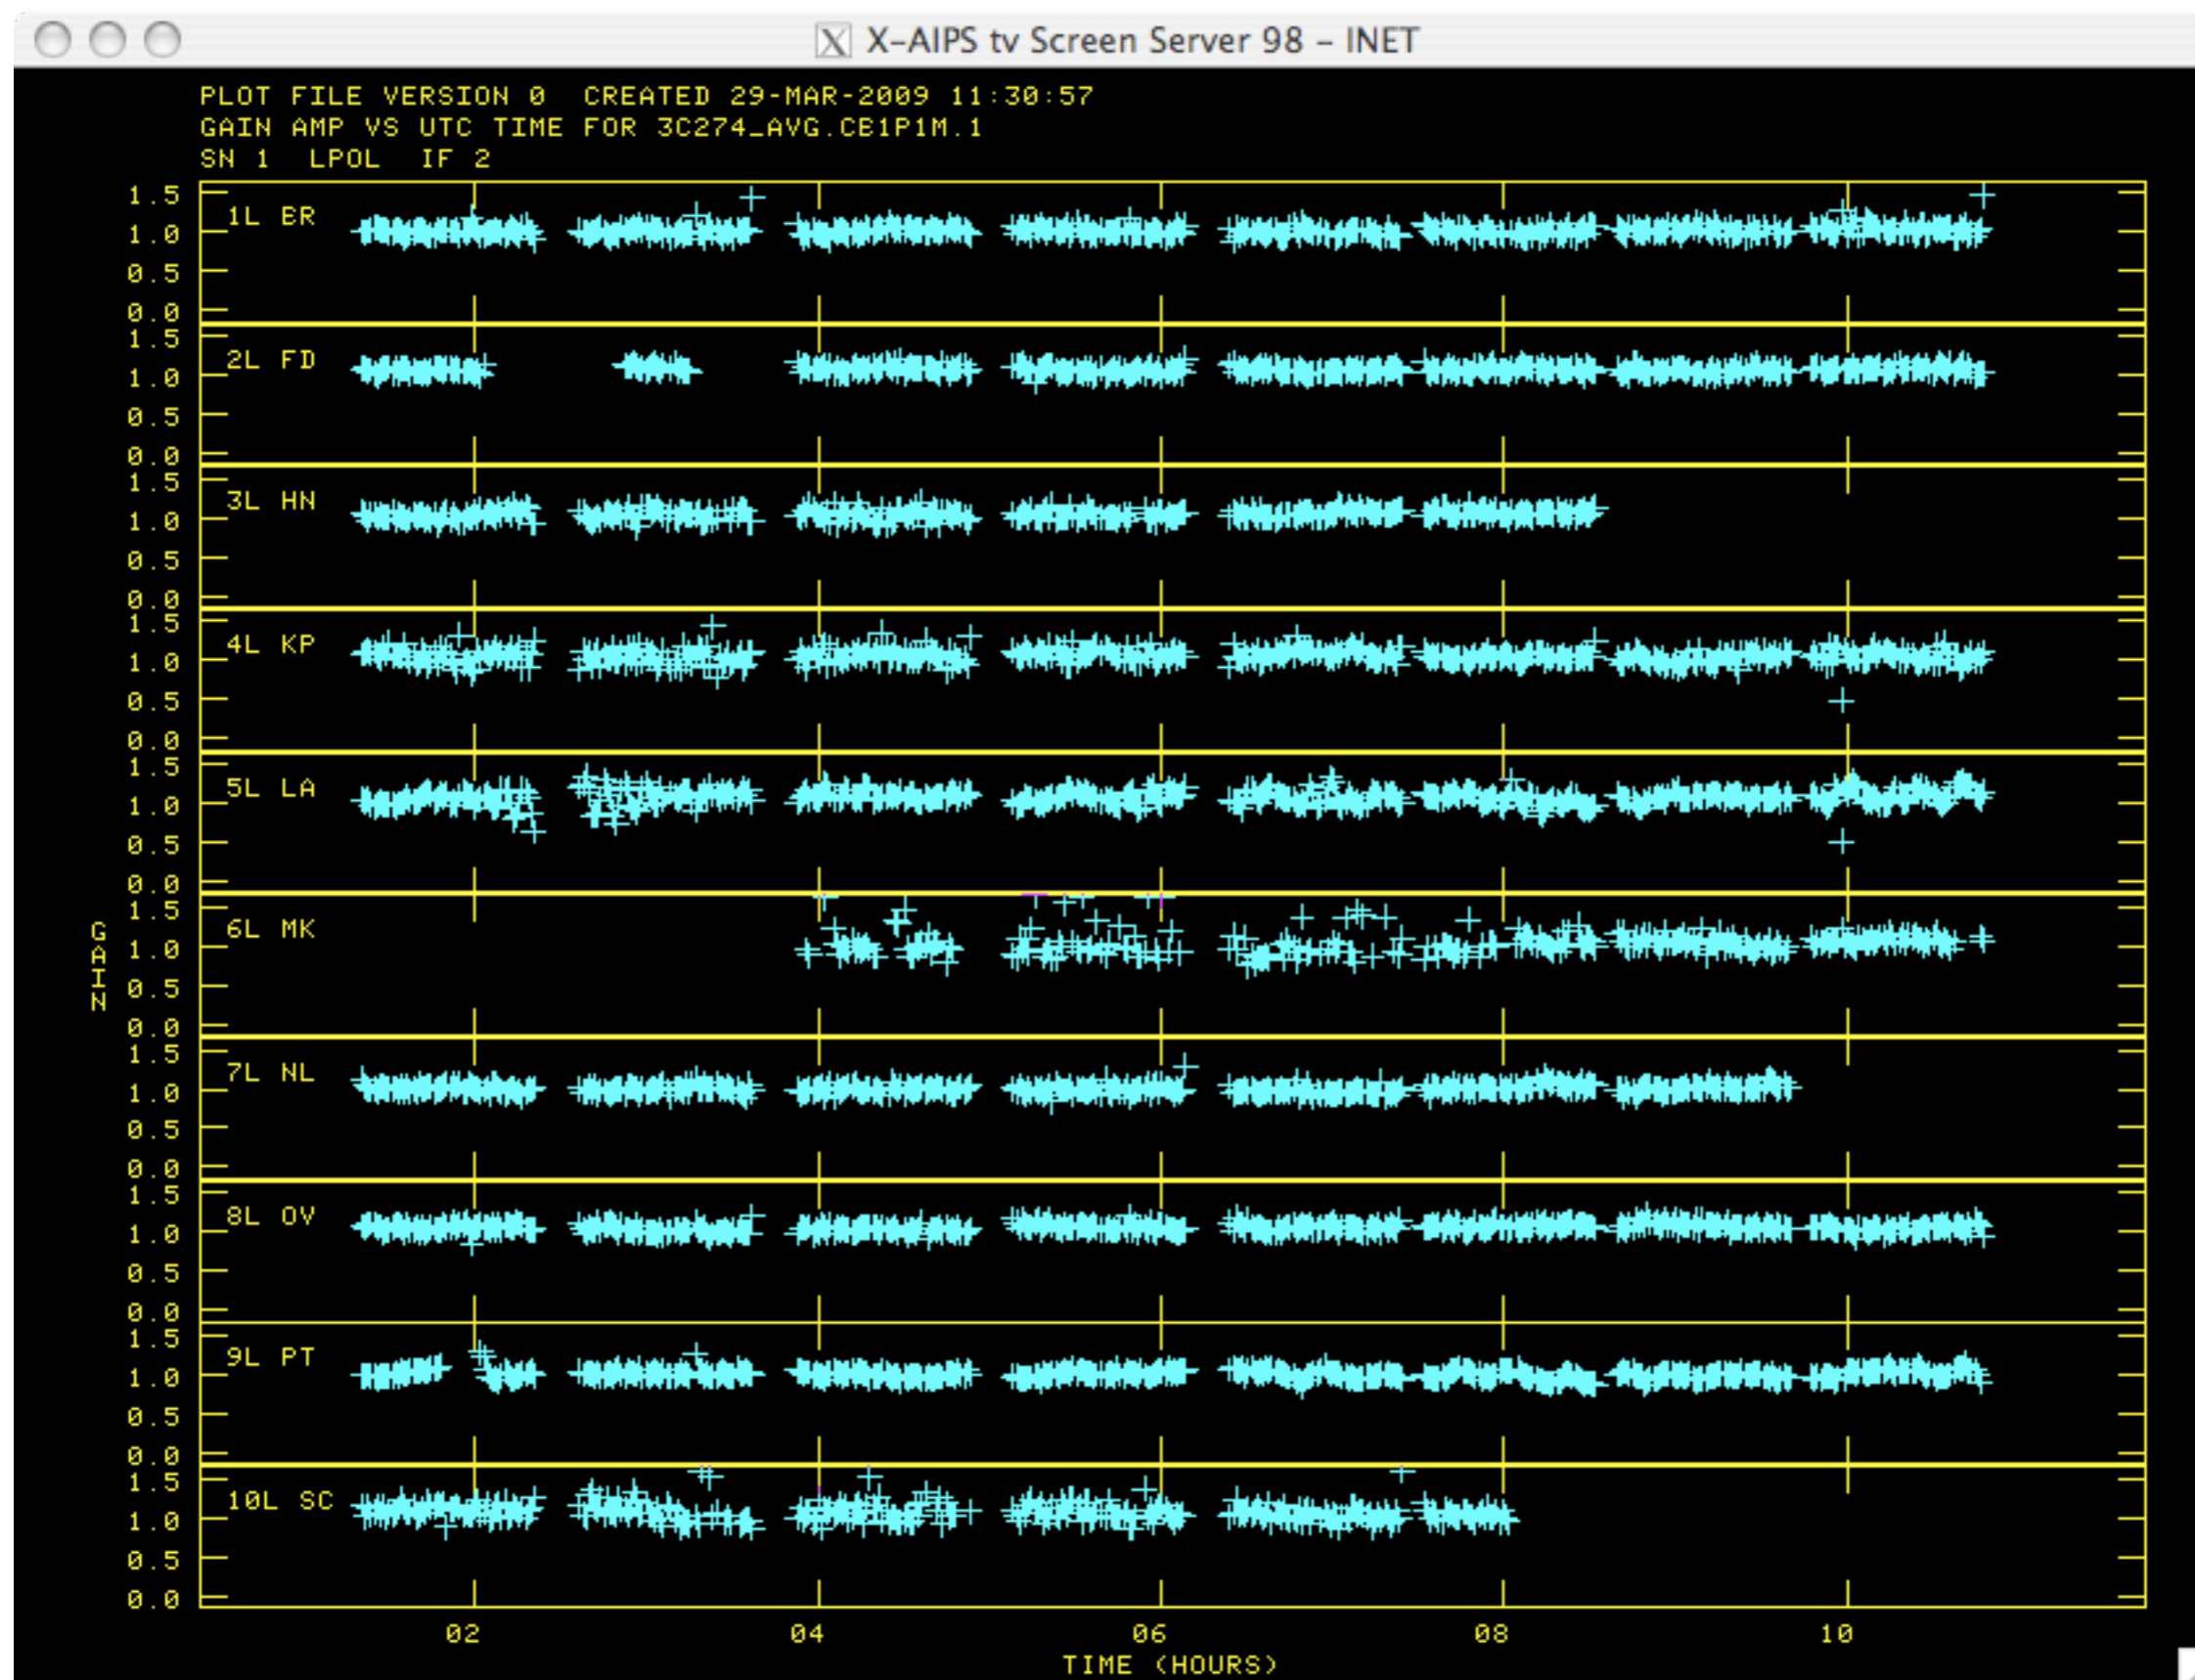 X-AIPS tv Screen Server 98 – INET
PLOT FILE VERSION 0 CREATED 29-MAR-2009 11:30:57
GAIN AMP VS UTC TIME FOR 3C274_AVG.CB1P1M.1
SN 1 LPOL IF 2
1.5
1L BR
1.0
0.5
0.0
1.5
2L FD
1.0
0.5
0.0
1.5
3L HN
1.0
0.5
0.0
1.5
4L KP
1.0
0.5
0.0
1.5
5L LA
1.0
0.5
0.0
1.5
6L MK
1.0
0.5
0.0
GAIN
1.5
7L NL
1.0
0.5
0.0
1.5
8L OV
1.0
0.5
0.0
1.5
9L PT
1.0
0.5
0.0
1.5
10L SC
1.0
0.5
0.0
02 04 06 08 10
TIME (HOURS)